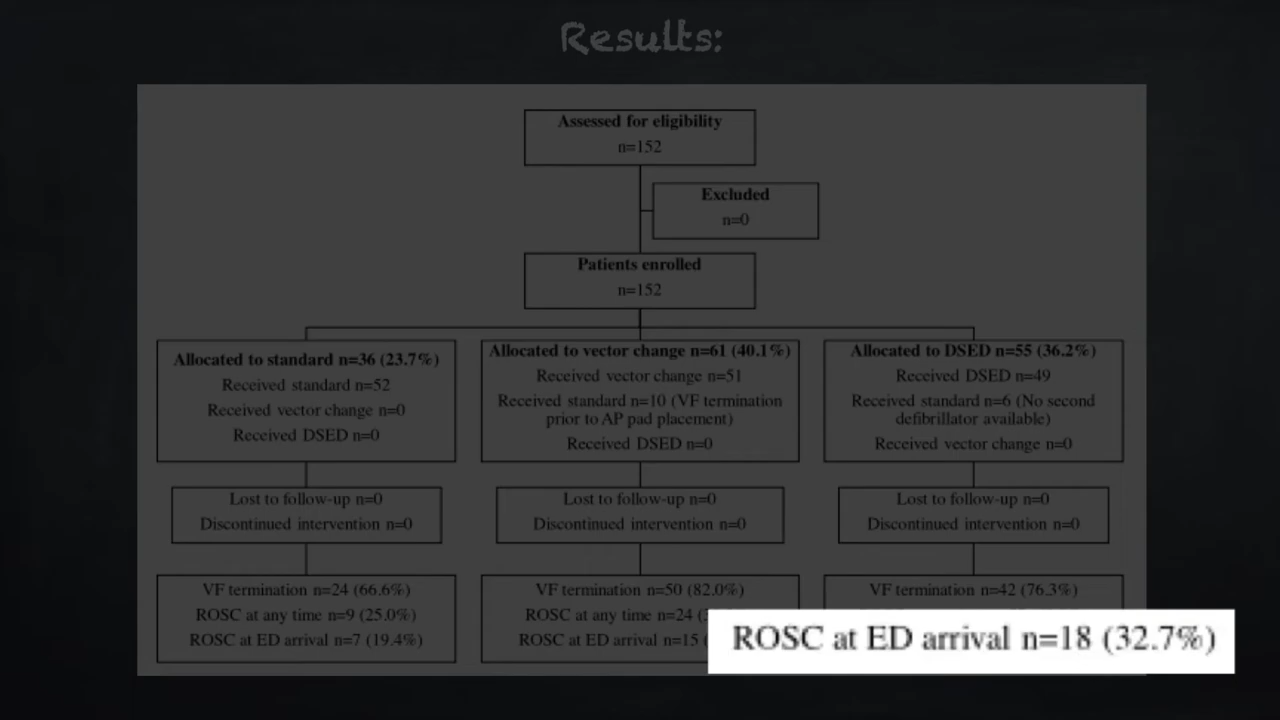 Results:
Assessed for eligibility
n=152
Excluded
n=0
Patients enrolled
n=152
Allocated to standard n=36 (23.7%)
Received standard n=52
Received vector change n=0
Received DSED n=0
Allocated to vector change n=61 (40.1%)
Received vector change n=51
Received standard n=10 (VF termination
prior to AP pad placement)
Received DSED n=0
Allocated to DSED n=55 (36.2%)
Received DSED n=49
Received standard n=6 (No second
defibrillator available)
Received vector change n=0
Lost to follow-up n=0
Discontinued intervention n=0
Lost to follow-up n=0
Discontinued intervention n=0
Lost to follow-up n=0
Discontinued intervention n=0
VF termination n=24 (66.6%)
ROSC at any time n=9 (25.0%)
ROSC at ED arrival n=7 (19.4%)
VF termination n=50 (82.0%)
ROSC at any time n=24
ROSC at ED arrival n=15
VF termination n=42 (76.3%)
ROSC at ED arrival n=18 (32.7%)